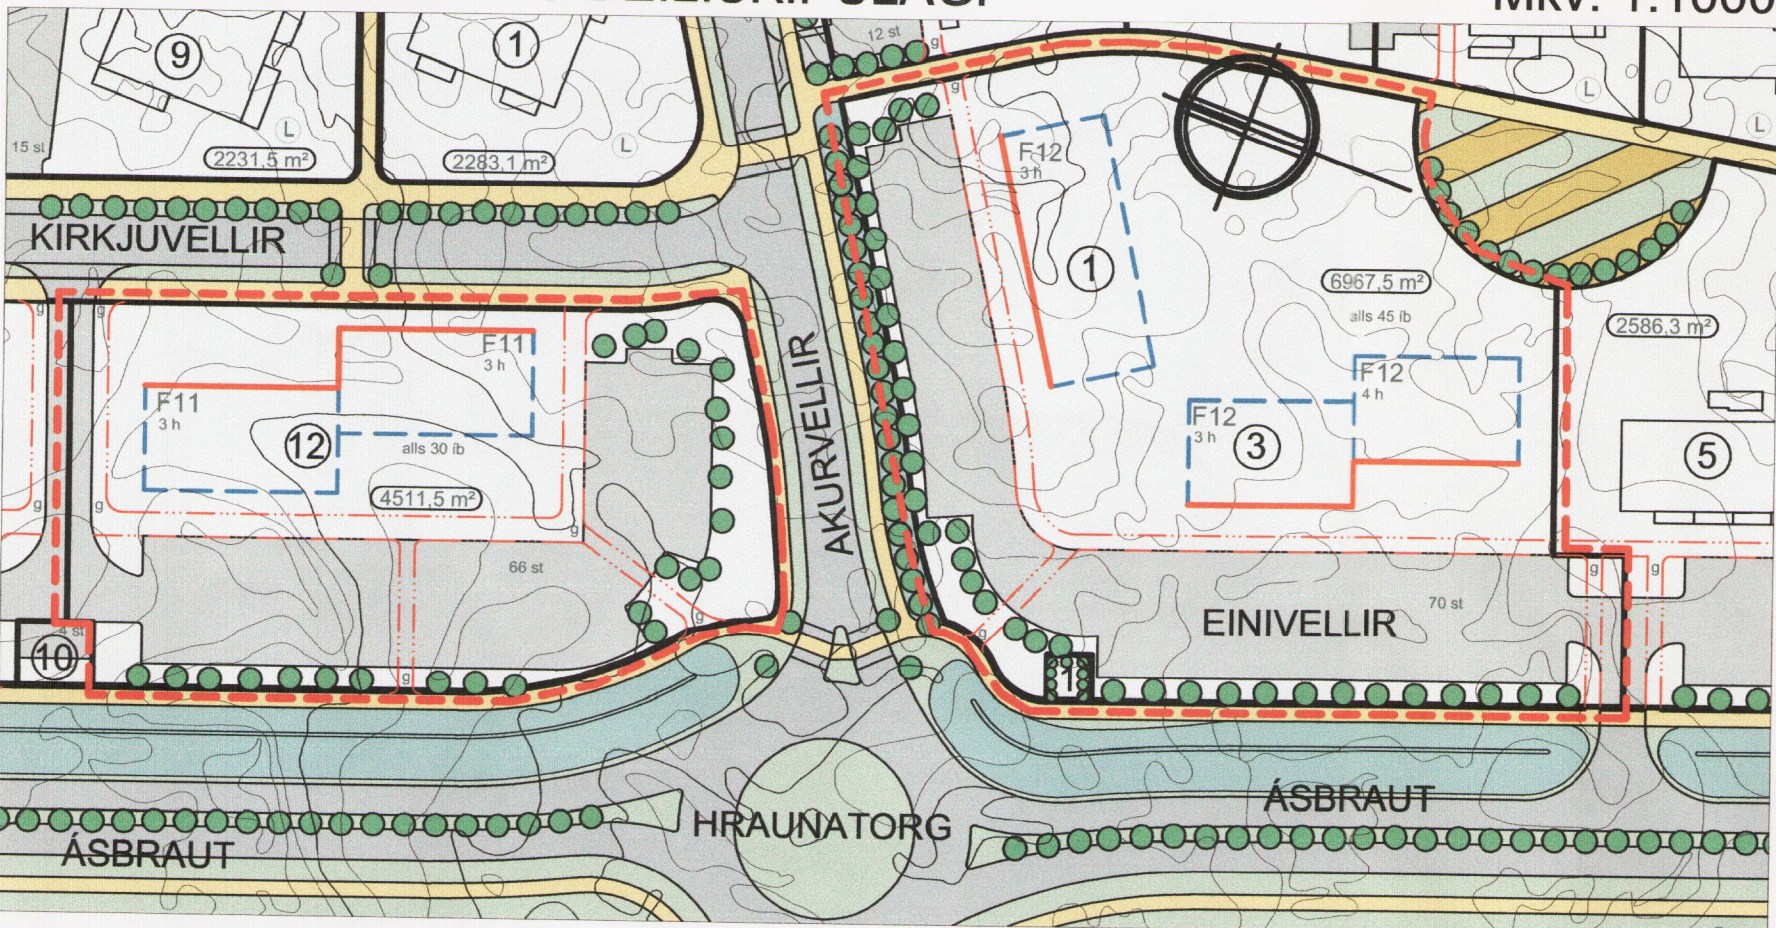 Mkv. 1:1000
12 st
g
g
9
1
L
L
L
L
15 st
2231,5 m²
2283,1 m²
F12
3 h
KIRKJUVELLIR
1
6967,5 m²
alls 45 íb
2586,3 m²
g
g
F11
3 h
AKURVELLIR
F12
4 h
F11
3 h
F12
3 h
12
alls 30 íb
3
5
4511,5 m²
g
g
g
66 st
g
g
70 st
EINIVELLIR
4 st
10
g
g
g
1
HRAUNATORG
ÁSBRAUT
ÁSBRAUT